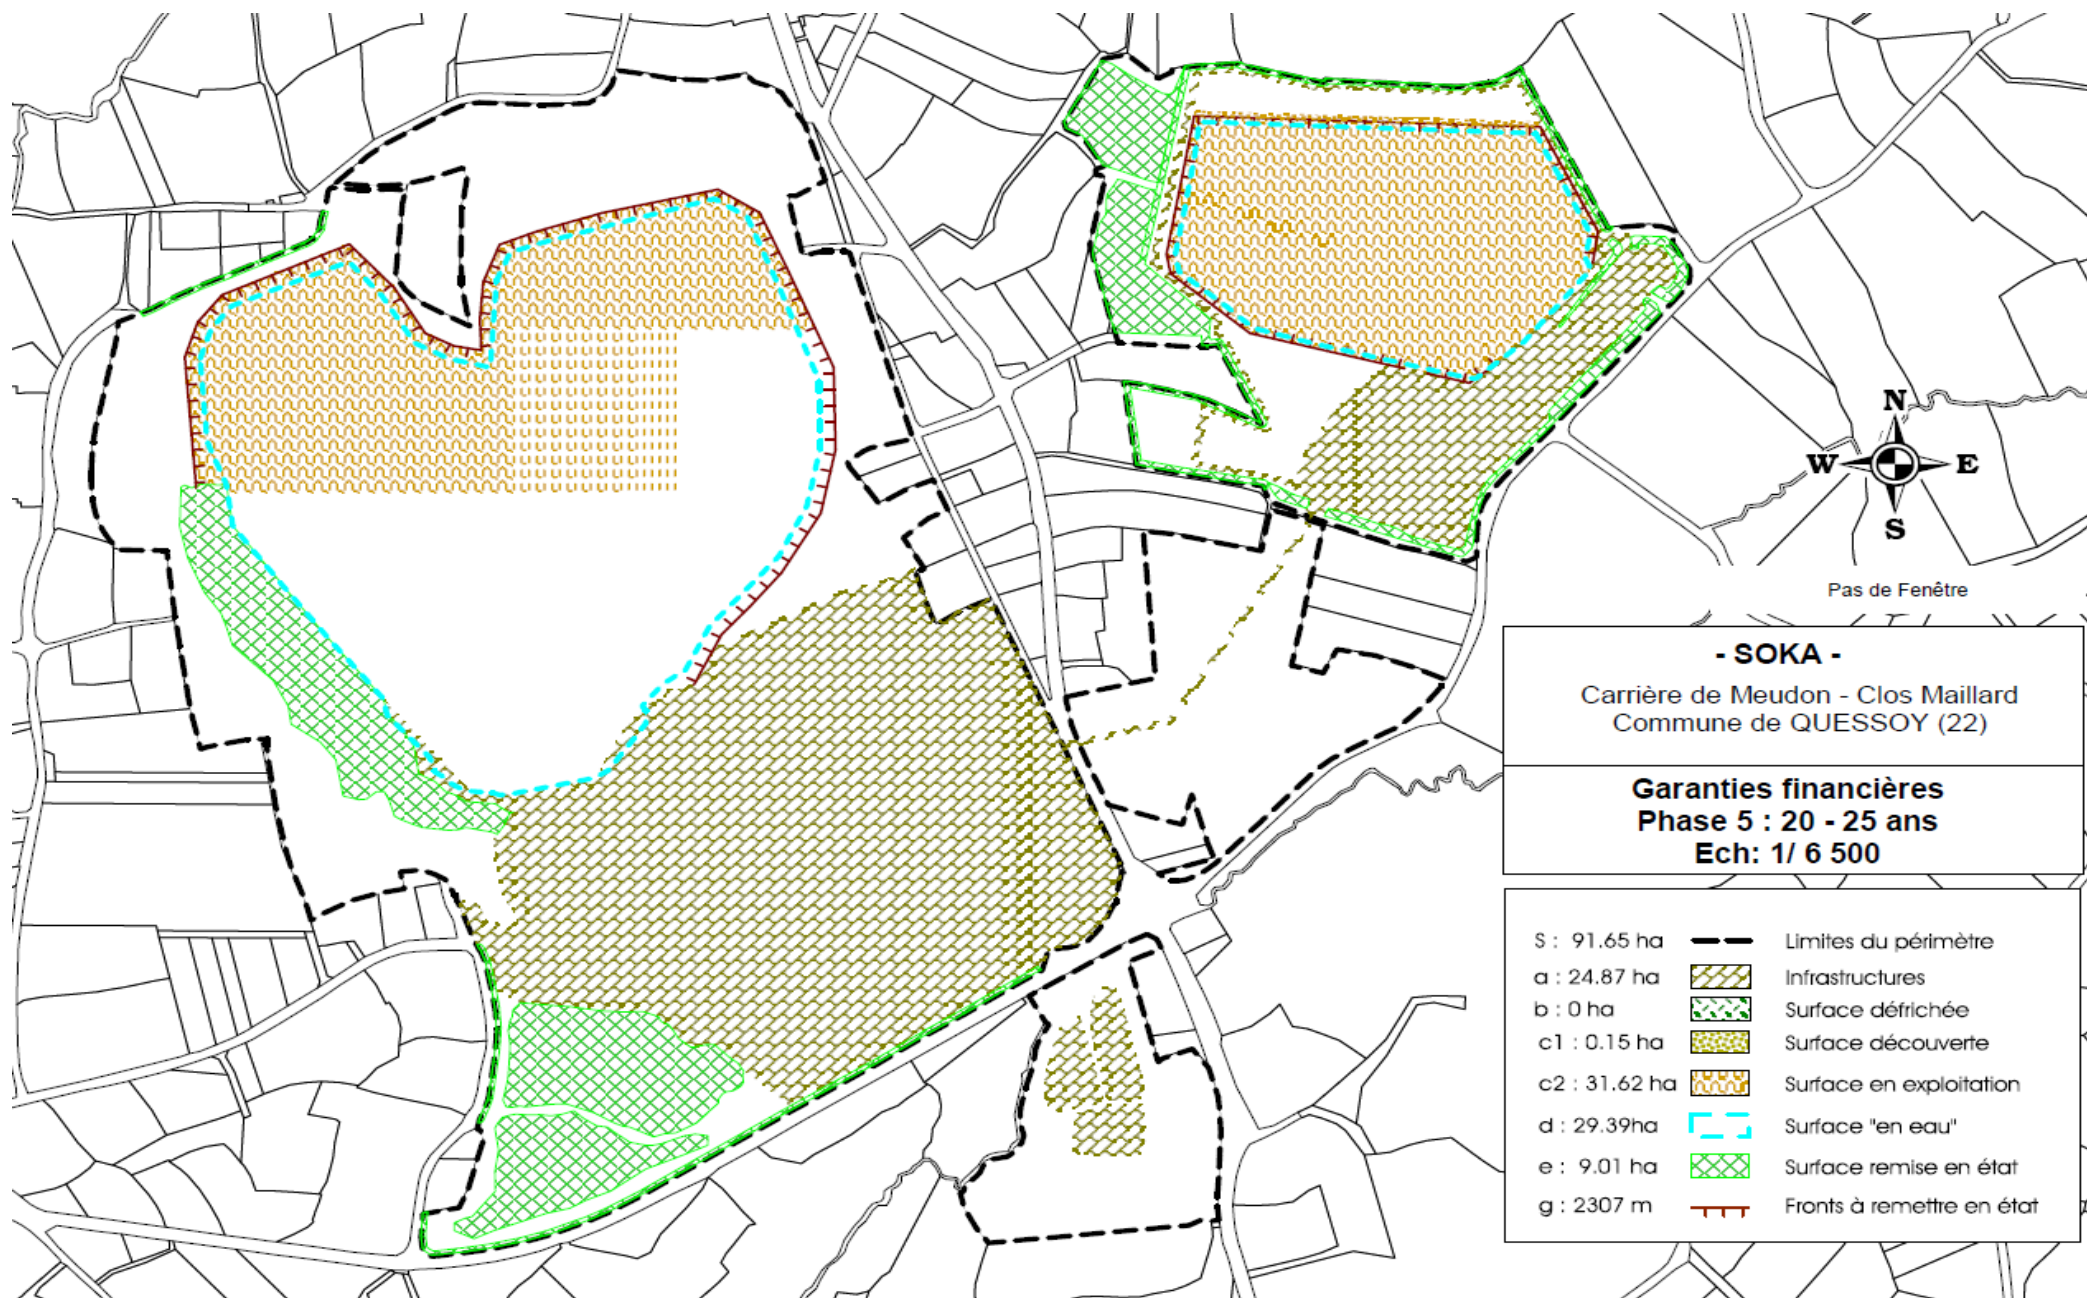 N
W E
S
Pas de Fenêtre
- SOKA -
Carrière de Meudon - Clos Maillard
Commune de QUESSOY (22)
Garanties financières
Phase 5 : 20 - 25 ans
Ech: 1/ 6 500
S : 91.65 ha Limites du périmètre
a : 24.87 ha Infrastructures
b : 0 ha Surface défrichée
c1 : 0.15 ha Surface découverte
c2 : 31.62 ha Surface en exploitation
d : 29.39ha Surface "en eau"
e : 9.01 ha Surface remise en état
g : 2307 m Fronts à remettre en état